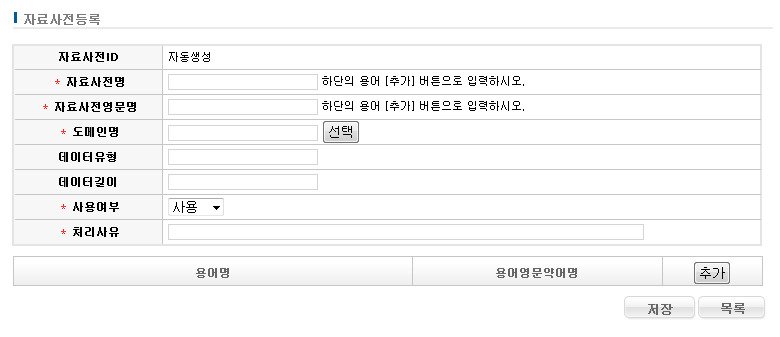 자료사전등록
자료사전ID 자동생성
* 자료사전명 하단의 용어 [추가] 버튼으로 입력하시오.
* 자료사전영문명 하단의 용어 [추가] 버튼으로 입력하시오.
* 도메인명 선택
데이터유형
데이터길이
* 사용여부 사용
* 처리사유
용어명 용어영문약어명 추가
저장 목록